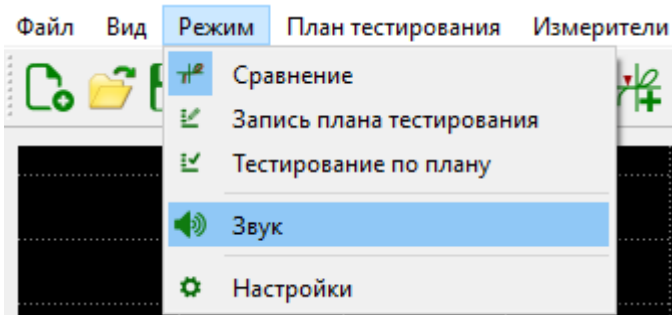 Файл Вид Режим План тестирования Измерители
Сравнение
Запись плана тестирования
Тестирование по плану
Звук
Настройки